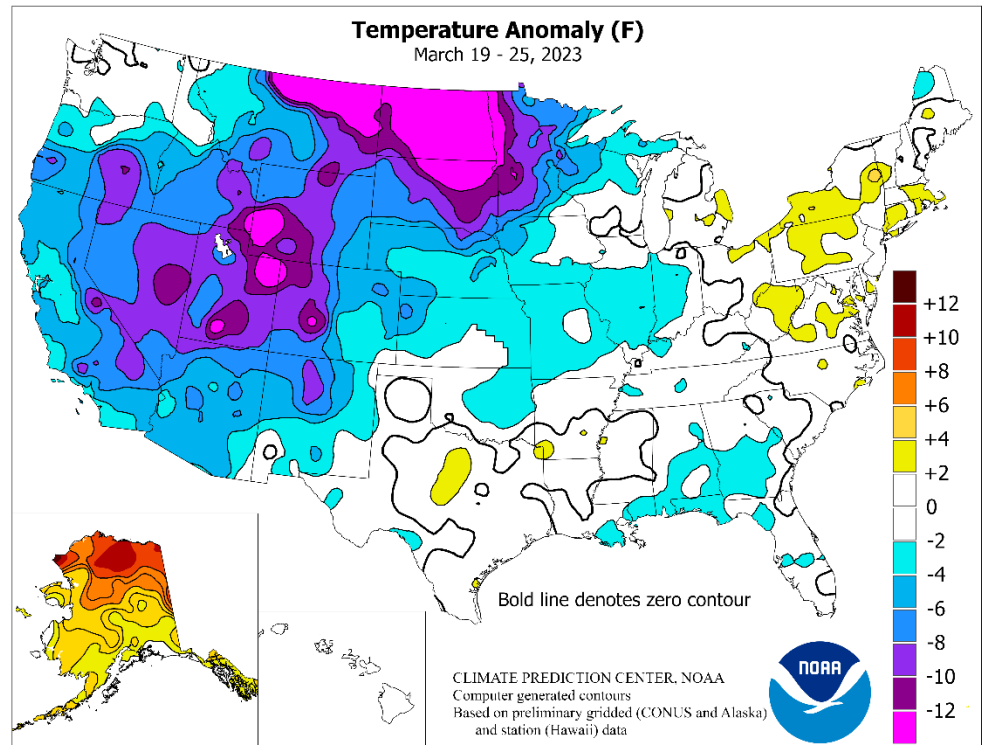 Temperature Anomaly (F)
March 19 - 25, 2023
+12
+10
+8
+6
+4
+2
0
-2
-4
-6
-8
-10
-12
Bold line denotes zero contour
CLIMATE PREDICTION CENTER, NOAA
Computer generated contours
Based on preliminary gridded (CONUS and Alaska)
and station (Hawaii) data
NOAA